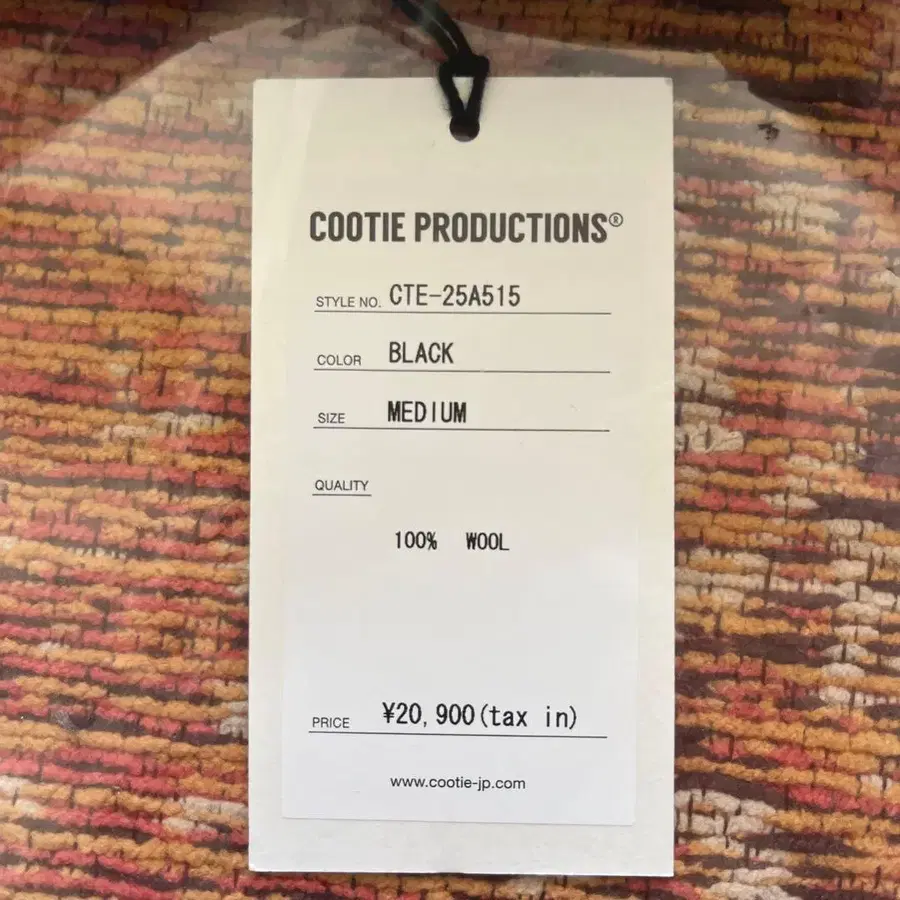 COOTIE PRODUCTIONS®
STYLE NO. CTE-25A515
COLOR BLACK
SIZE MEDIUM
QUALITY
100% WOOL
PRICE ¥20,900(tax in)
www.cootie-jp.com